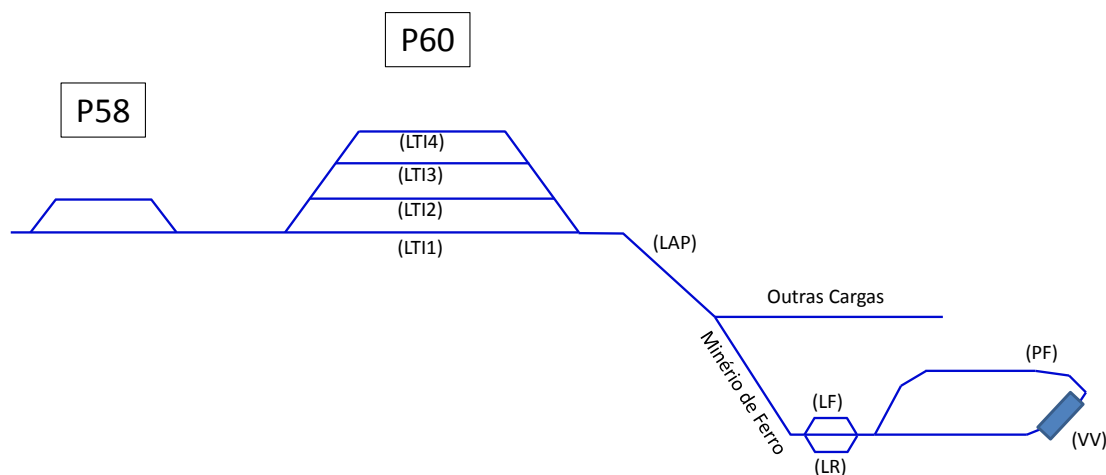 P60
P58
(LTI4)
(LTI3)
(LTI2)
(LTI1)
(LAP)
Outras Cargas
Minério de Ferro
(PF)
(LF)
(VV)
(LR)